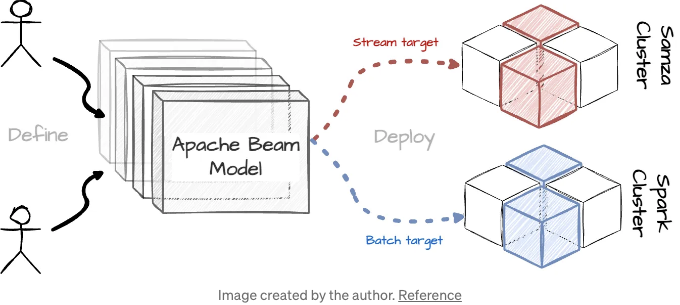 Stream target
Samza
Cluster
Define
Apache Beam
Model
Deploy
Spark
Cluster
Batch target
Image created by the author. Reference